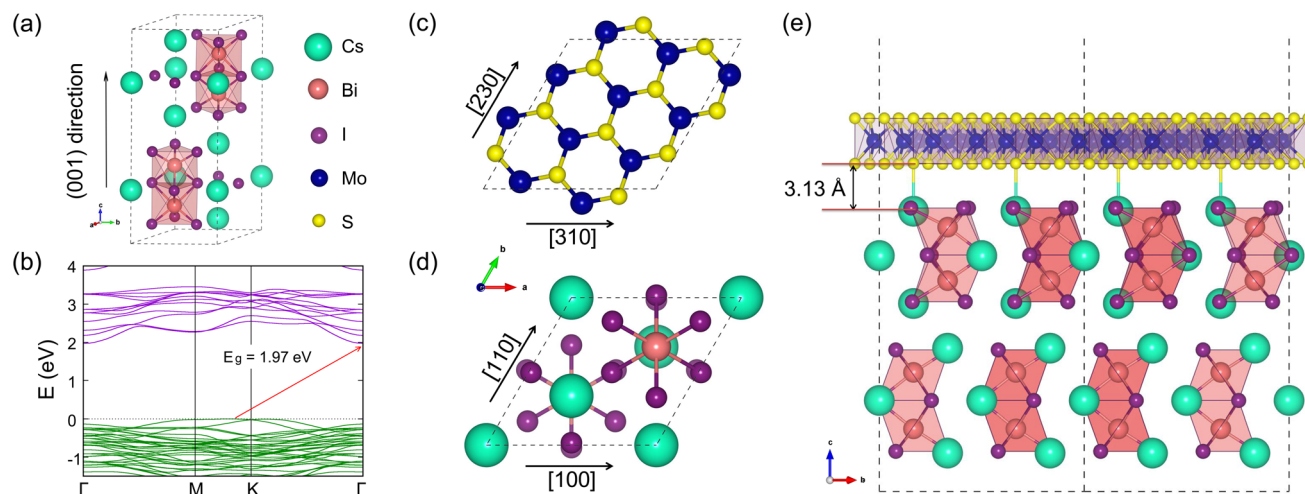 (a)
(001) direction
c
a
b
Cs
Bi
I
Mo
S
(b)
E (eV)
4
3
2
1
0
-1
Eg = 1.97 eV
Γ
M
K
Γ
(c)
[230]
[310]
(d)
b
a
[110]
[100]
(e)
3.13 Å
c
b